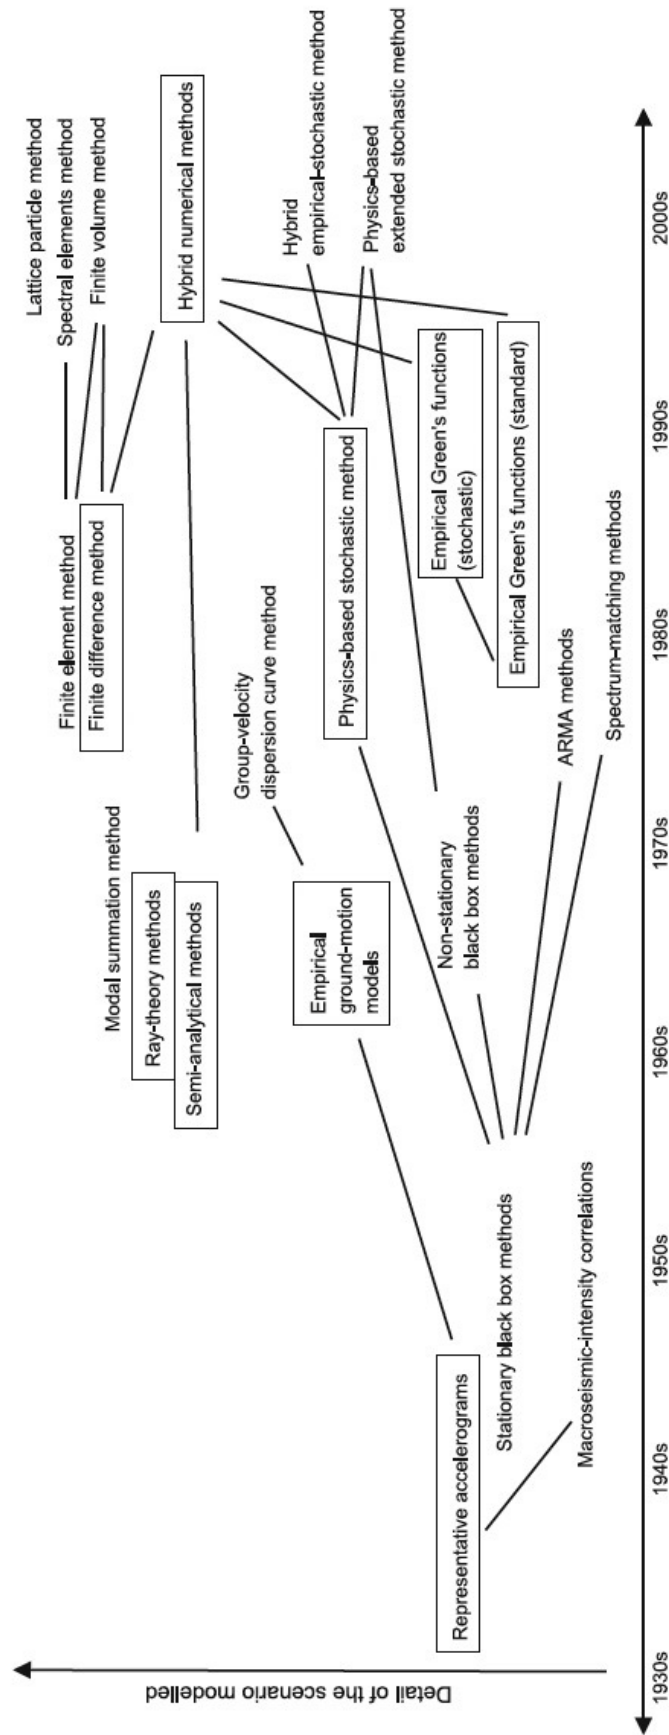 Lattice particle method
Spectral elements method
Finite volume method
Finite element method
Finite difference method
Hybrid numerical methods
Modal summation method
Ray-theory methods
Semi-analytical methods
Group-velocity
dispersion curve method
Hybrid
empirical-stochastic method
Empirical
ground-motion
models
Physics-based stochastic method
Physics-based
extended stochastic method
Representative accelerograms
Non-stationary
black box methods
Empirical Green's functions
(stochastic)
Stationary black box methods
Empirical Green's functions (standard)
Macroseismic-intensity correlations
ARMA methods
Spectrum-matching methods
Detail of the scenario modelled
1930s
1940s
1950s
1960s
1970s
1980s
1990s
2000s